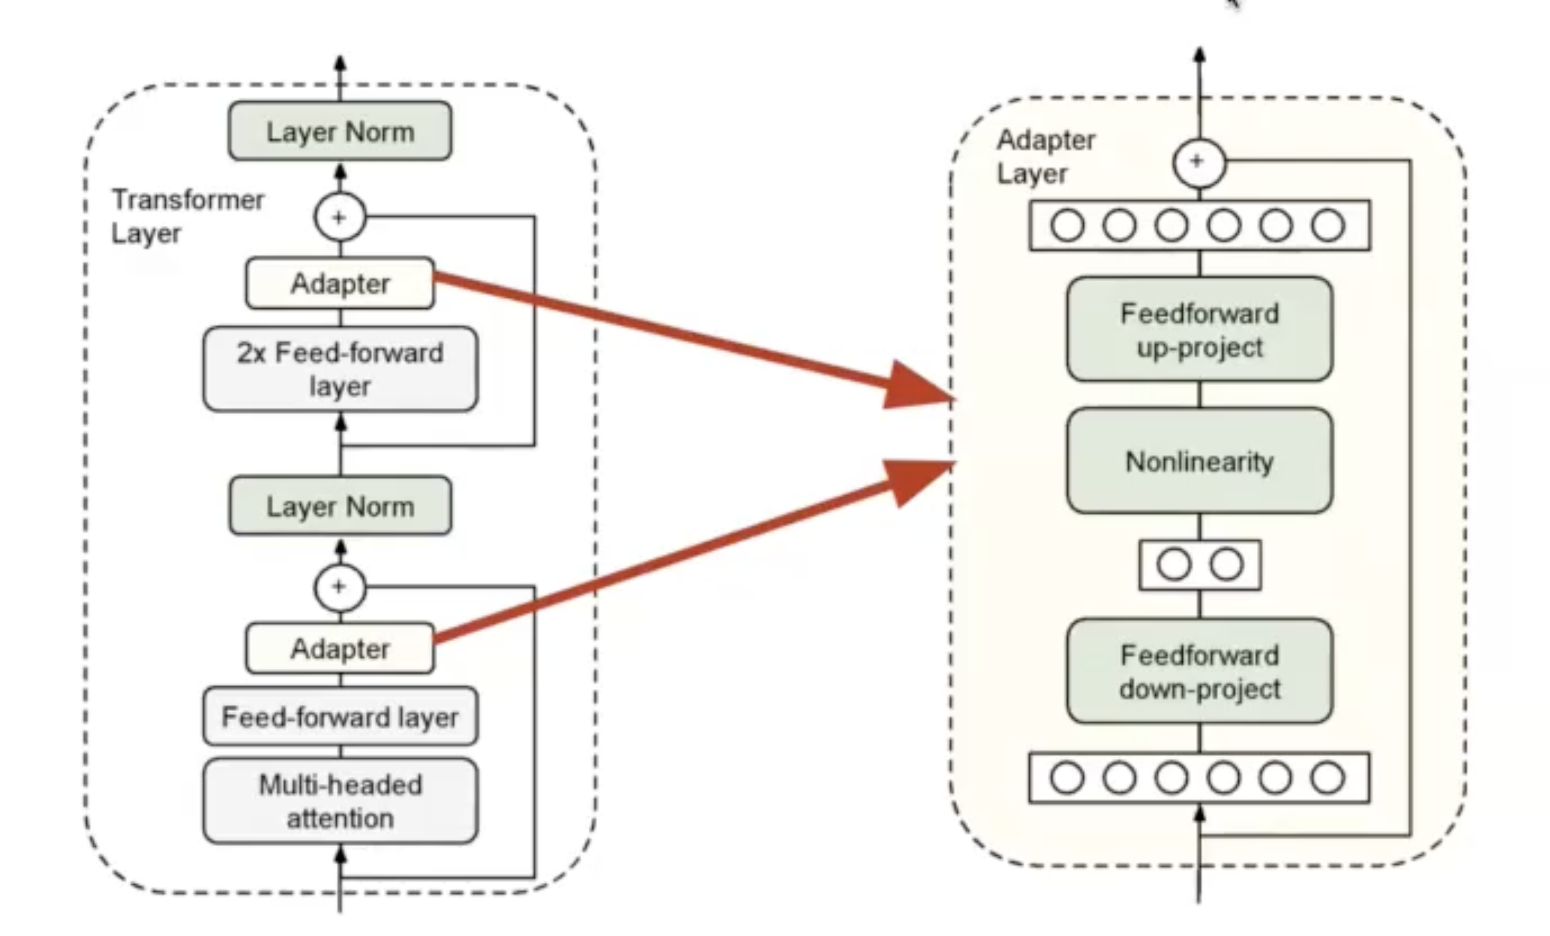 Layer Norm
Transformer
Layer
+
Adapter
2x Feed-forward
layer
Layer Norm
+
Adapter
Feed-forward layer
Multi-headed
attention
Adapter
Layer
+
Feedforward
up-project
Nonlinearity
Feedforward
down-project